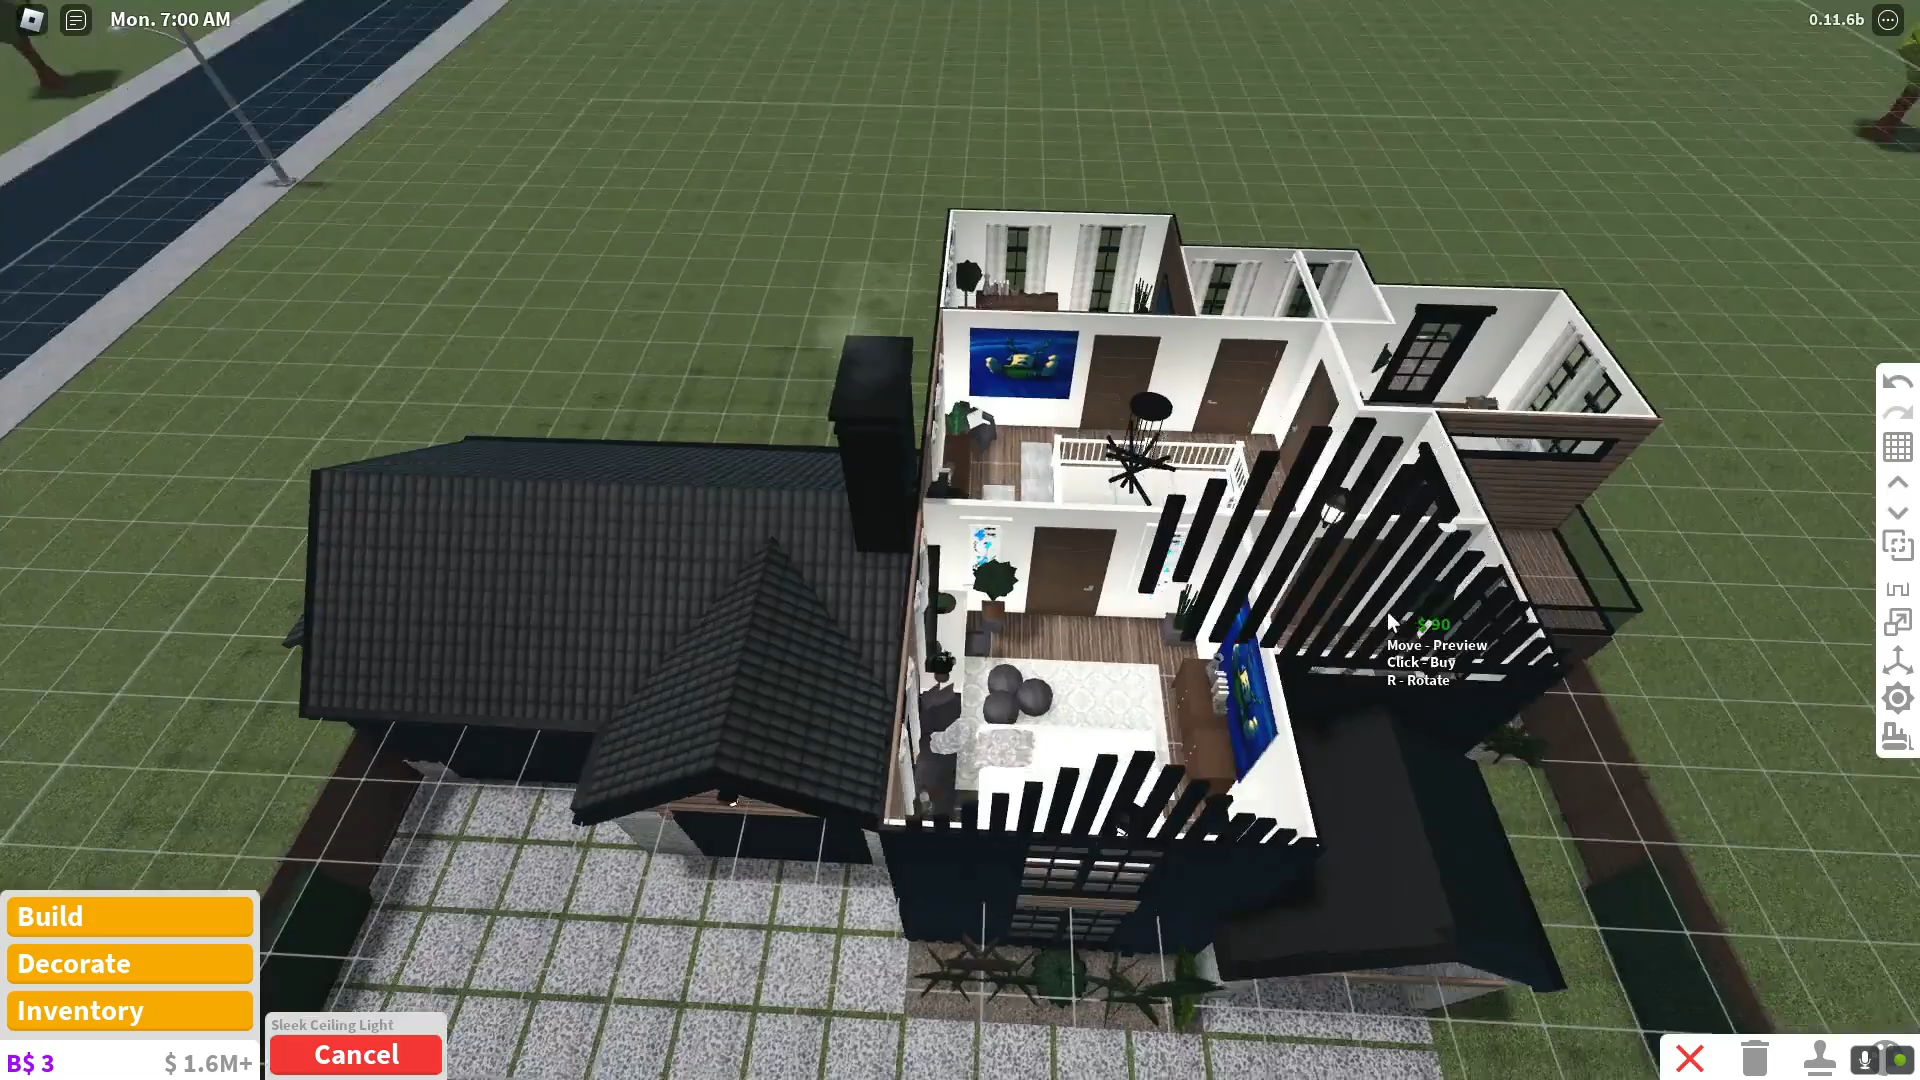 Mon. 7:00 AM
0.11.6b
$ 90
Move - Preview
Click - Buy
R - Rotate
Build
Decorate
Inventory
Sleek Ceiling Light
Cancel
B$ 3
$ 1.6M+